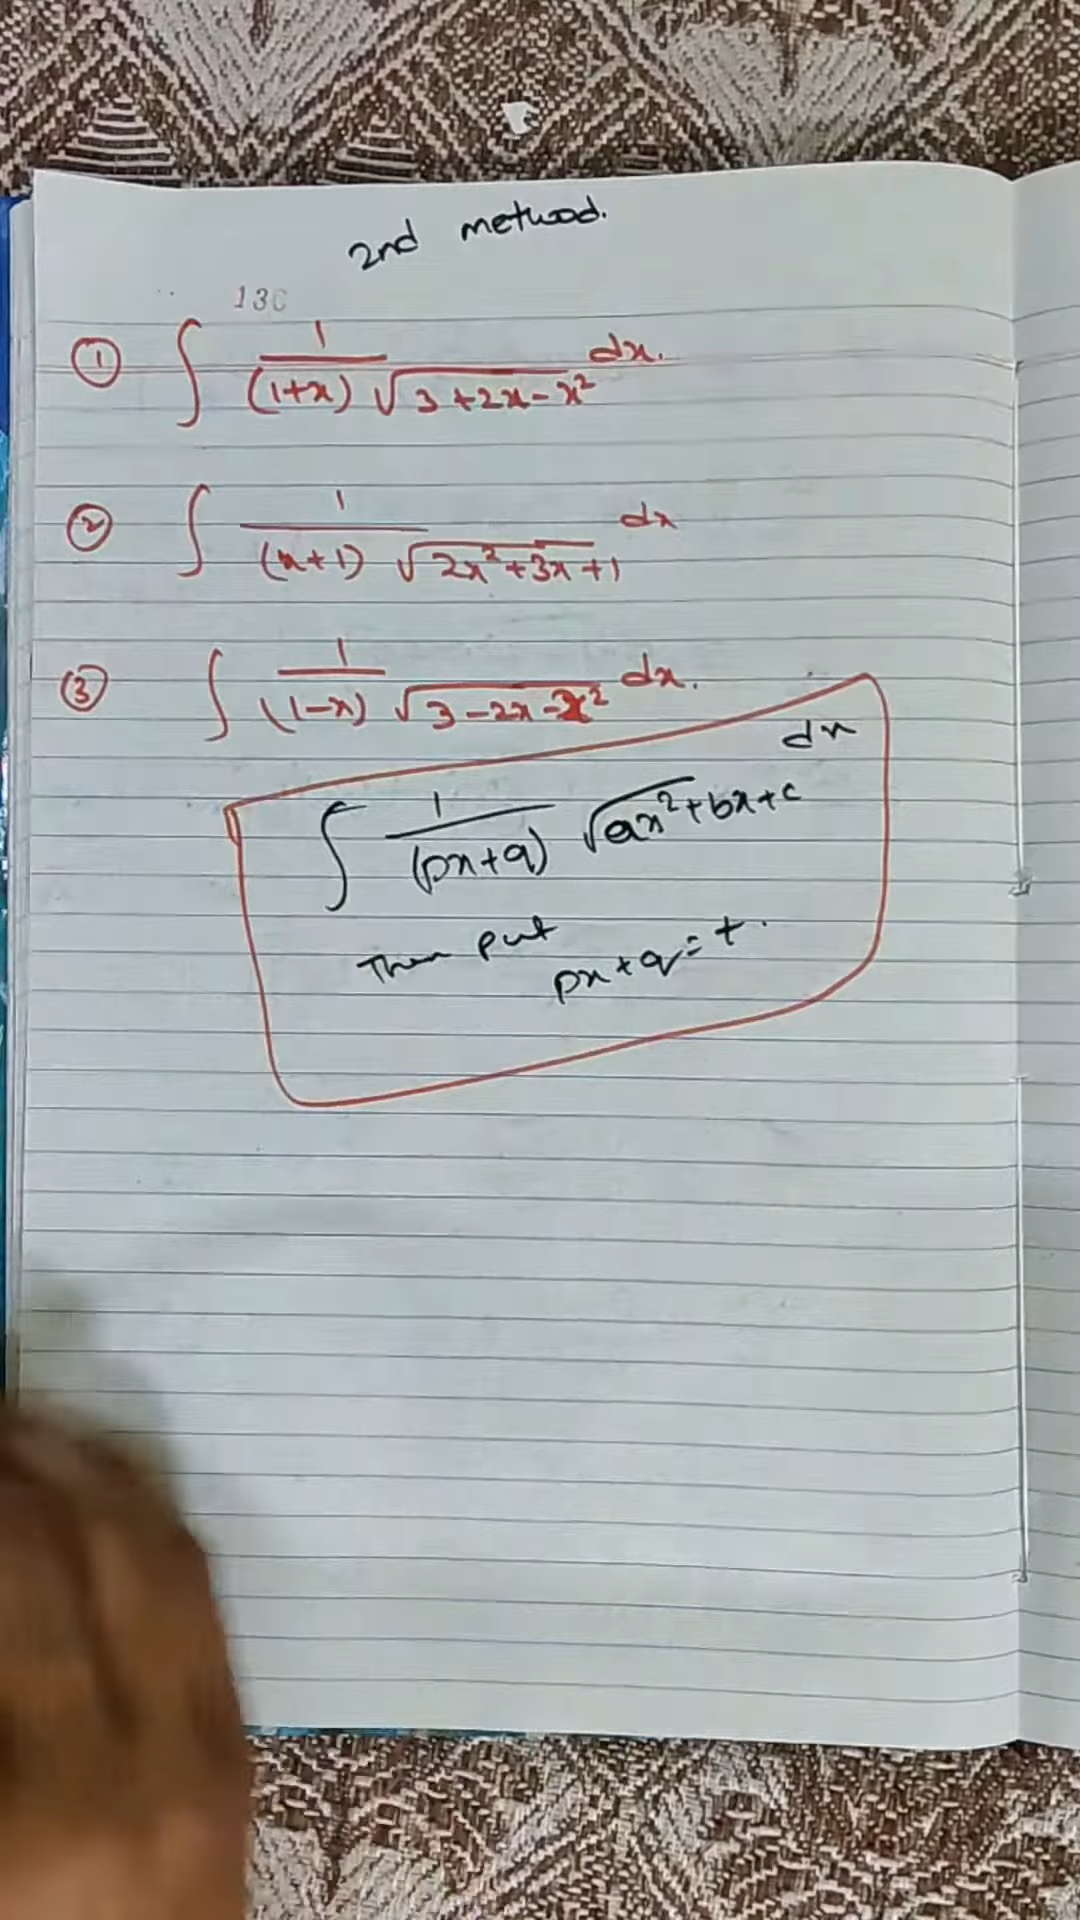 2nd method.
130
① ∫ 1/((1+x) √(3+2x-x²)) dx.
② ∫ 1/((x+1) √(2x²+3x+1)) dx
③ ∫ 1/((1-x) √(3-2x-x²)) dx.
∫ 1/((px+q) √(ax²+bx+c)) dx
Then put
px+q=t.